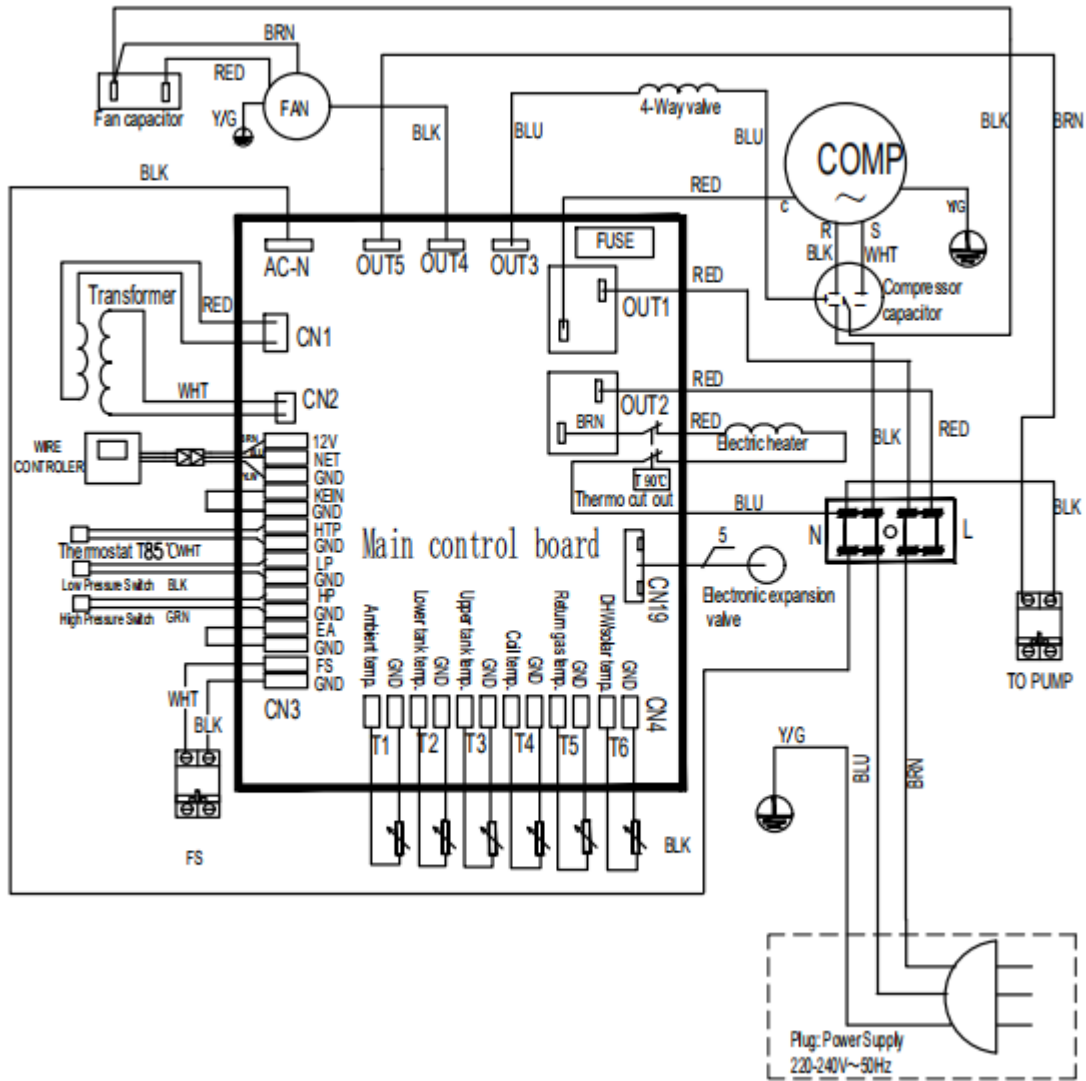 BRN
RED
FAN
Fan capacitor
Y/G
BLK
BLU
4-Way valve
BLU
COMP
~
BLK
BRN
BLK
RED
C
Y/G
R
S
BLK
WHT
Compressor
capacitor
AC-N
OUT5
OUT4
OUT3
FUSE
RED
OUT1
Transformer
RED
CN1
WHT
CN2
RED
OUT2
BRN
RED
Electric heater
BLK
RED
T 90℃
Thermo cut out
BLU
N
L
BLK
WIRE
CONTROLER
BRN
BLU
12V
NET
GND
KEIIN
GND
HTP
GND
LP
GND
HP
GND
EA
GND
FS
GND
Thermostat T85℃
WHT
Low Pressure Switch
BLK
High Pressure Switch
GRN
Main control board
CN19
5
Electronic expansion
valve
TO PUMP
CN3
WHT
BLK
FS
Ambient temp.
GND
Lower tank temp.
GND
Upper tank temp.
GND
Coil temp.
GND
Return gas temp.
GND
DHW/solar temp.
GND
CN4
T1
T2
T3
T4
T5
T6
BLK
Y/G
BLU
BRN
Plug: Power Supply
220-240V~50Hz